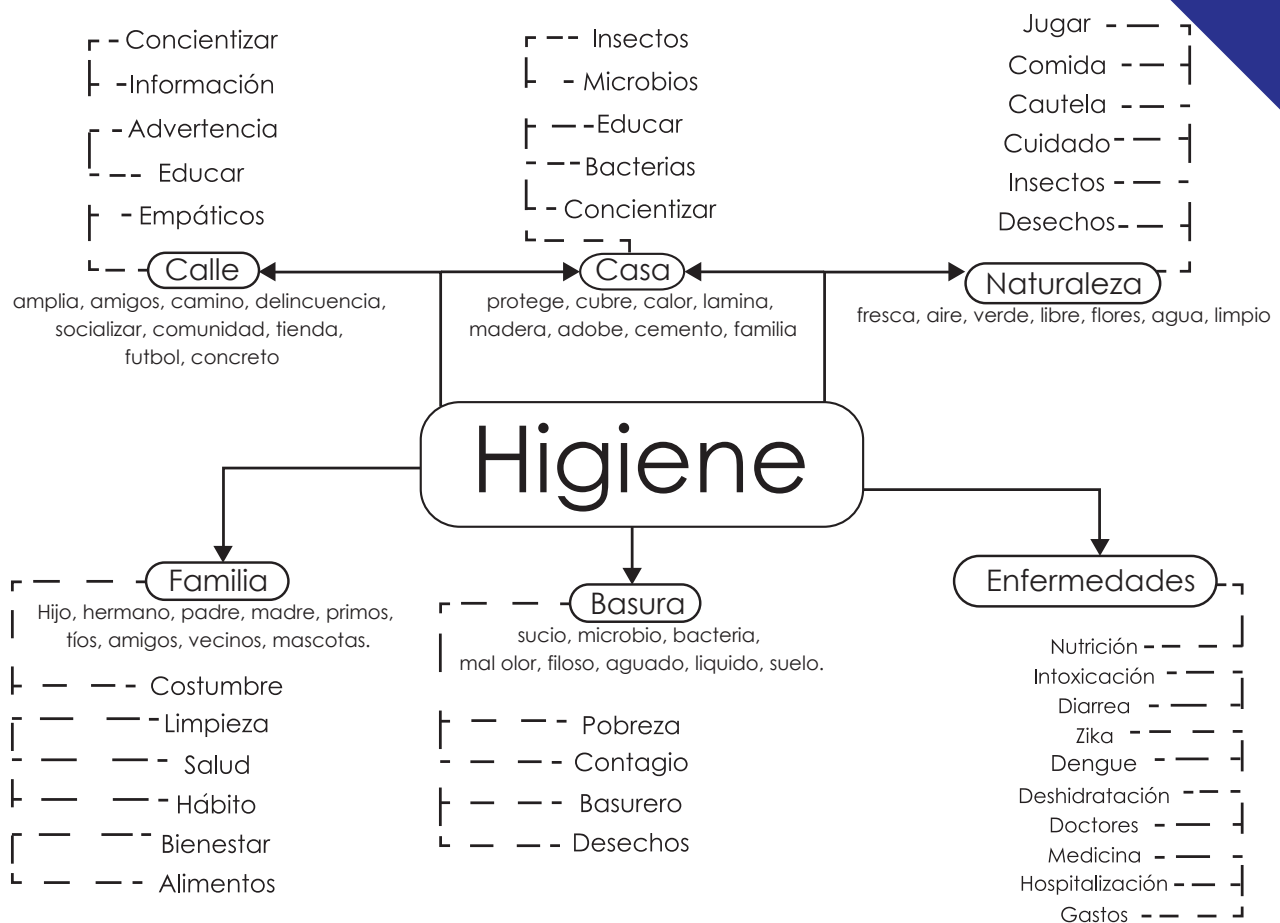 Concientizar
Información
Advertencia
Educar
Empáticos
Calle
amplia, amigos, camino, delincuencia,
socializar, comunidad, tienda,
futbol, concreto
Insectos
Microbios
Educar
Bacterias
Concientizar
Casa
protege, cubre, calor, lamina,
madera, adobe, cemento, familia
Jugar
Comida
Cautela
Cuidado
Insectos
Desechos
Naturaleza
fresca, aire, verde, libre, flores, agua, limpio
Higiene
Familia
Hijo, hermano, padre, madre, primos,
tíos, amigos, vecinos, mascotas.
Costumbre
Limpieza
Salud
Hábito
Bienestar
Alimentos
Basura
sucio, microbio, bacteria,
mal olor, filoso, aguado, liquido, suelo.
Pobreza
Contagio
Basurero
Desechos
Enfermedades
Nutrición
Intoxicación
Diarrea
Zika
Dengue
Deshidratación
Doctores
Medicina
Hospitalización
Gastos